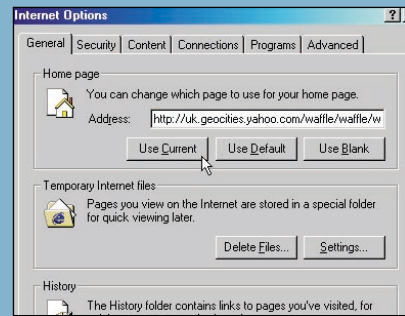 Internet Options
General Security Content Connections Programs Advanced
Home page
You can change which page to use for your home page.
Address: http://uk.geocities.yahoo.com/waffle/waffle/w
Use Current Use Default Use Blank
Temporary Internet files
Pages you view on the Internet are stored in a special folder
for quick viewing later.
Delete Files... Settings...
History
The History folder contains links to pages you've visited, for